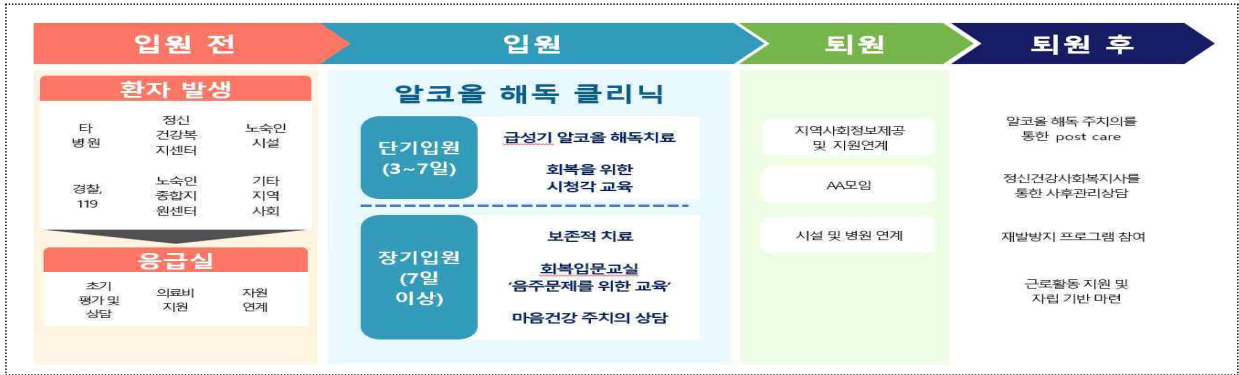 입원 전
입원
퇴원
퇴원 후
환자 발생
타
병원
정신
건강복
지센터
노숙인
시설
경찰,
119
노숙인
종합지
원센터
기타
지역
사회
응급실
초기
평가 및
상담
의료비
지원
자원
연계
알코올 해독 클리닉
단기입원
(3~7일)
급성기 알코올 해독치료
회복을 위한
시청각 교육
장기입원
(7일
이상)
보존적 치료
회복입문교실
‘음주문제를 위한 교육’
마음건강 주치의 상담
지역사회정보제공
및 지원연계
AA모임
시설 및 병원 연계
알코올 해독 주치의를
통한 post care
정신건강사회복지사를
통한 사후관리상담
재발방지 프로그램 참여
근로활동 지원 및
자립 기반 마련